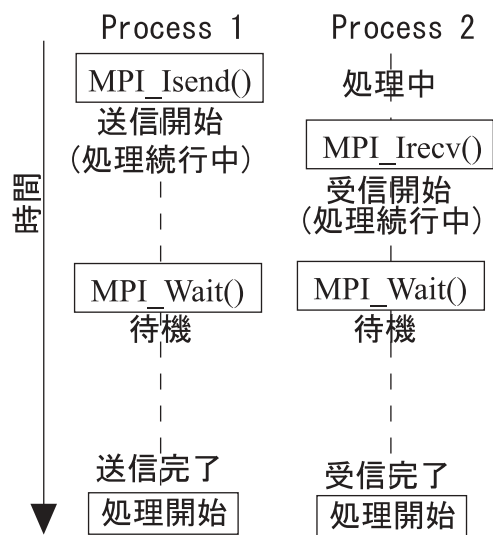 Process 1
Process 2
MPI_Isend()
処理中
送信開始
(処理続行中)
MPI_Irecv()
受信開始
(処理続行中)
時間
MPI_Wait()
MPI_Wait()
待機
待機
送信完了
受信完了
処理開始
処理開始